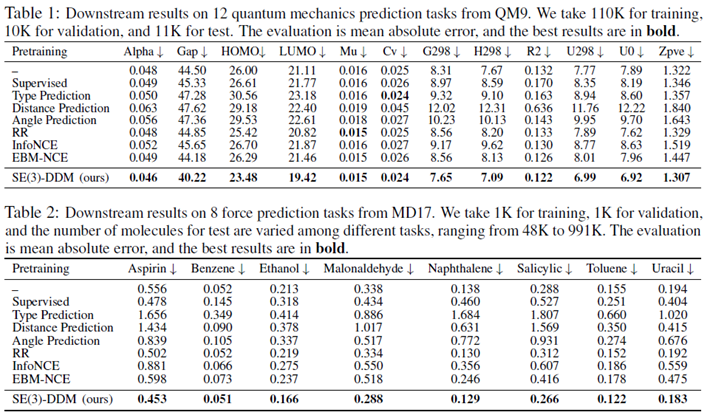 Table 1: Downstream results on 12 quantum mechanics prediction tasks from QM9. We take 110K for training,
10K for validation, and 11K for test. The evaluation is mean absolute error, and the best results are in bold.
Pretraining Alpha ↓ Gap ↓ HOMO↓ LUMO ↓ Mu ↓ Cv ↓ G298 ↓ H298 ↓ R2 ↓ U298 ↓ U0 ↓ Zpve ↓
– 0.048 44.50 26.00 21.11 0.016 0.025 8.31 7.67 0.132 7.77 7.89 1.322
Supervised 0.049 45.33 26.61 21.77 0.016 0.026 8.97 8.59 0.170 8.35 8.19 1.346
Type Prediction 0.050 47.28 30.56 23.18 0.016 0.024 9.32 9.10 0.163 8.94 8.60 1.357
Distance Prediction 0.063 47.62 29.18 22.40 0.019 0.045 12.02 12.31 0.636 11.76 12.22 1.840
Angle Prediction 0.056 47.36 29.53 22.61 0.018 0.027 10.23 10.13 0.143 9.95 9.70 1.643
RR 0.048 44.85 25.42 20.82 0.015 0.025 8.56 8.20 0.133 7.89 7.62 1.329
InfoNCE 0.052 45.65 26.70 21.87 0.016 0.027 9.17 9.62 0.130 8.77 8.63 1.519
EBM-NCE 0.049 44.18 26.29 21.46 0.015 0.026 8.56 8.13 0.126 8.01 7.96 1.447
SE(3)-DDM (ours) 0.046 40.22 23.48 19.42 0.015 0.024 7.65 7.09 0.122 6.99 6.92 1.307
Table 2: Downstream results on 8 force prediction tasks from MD17. We take 1K for training, 1K for validation,
and the number of molecules for test are varied among different tasks, ranging from 48K to 991K. The evaluation
is mean absolute error, and the best results are in bold.
Pretraining Aspirin ↓ Benzene ↓ Ethanol ↓ Malonaldehyde ↓ Naphthalene ↓ Salicylic ↓ Toluene ↓ Uracil ↓
– 0.556 0.052 0.213 0.338 0.138 0.288 0.155 0.194
Supervised 0.478 0.145 0.318 0.434 0.460 0.527 0.251 0.404
Type Prediction 1.656 0.349 0.414 0.886 1.684 1.807 0.660 1.020
Distance Prediction 1.434 0.090 0.378 1.017 0.631 1.569 0.350 0.415
Angle Prediction 0.839 0.105 0.337 0.517 0.772 0.931 0.274 0.676
RR 0.502 0.052 0.219 0.334 0.130 0.312 0.152 0.192
InfoNCE 0.881 0.066 0.275 0.550 0.356 0.607 0.186 0.559
EBM-NCE 0.598 0.073 0.237 0.518 0.246 0.416 0.178 0.475
SE(3)-DDM (ours) 0.453 0.051 0.166 0.288 0.129 0.266 0.122 0.183